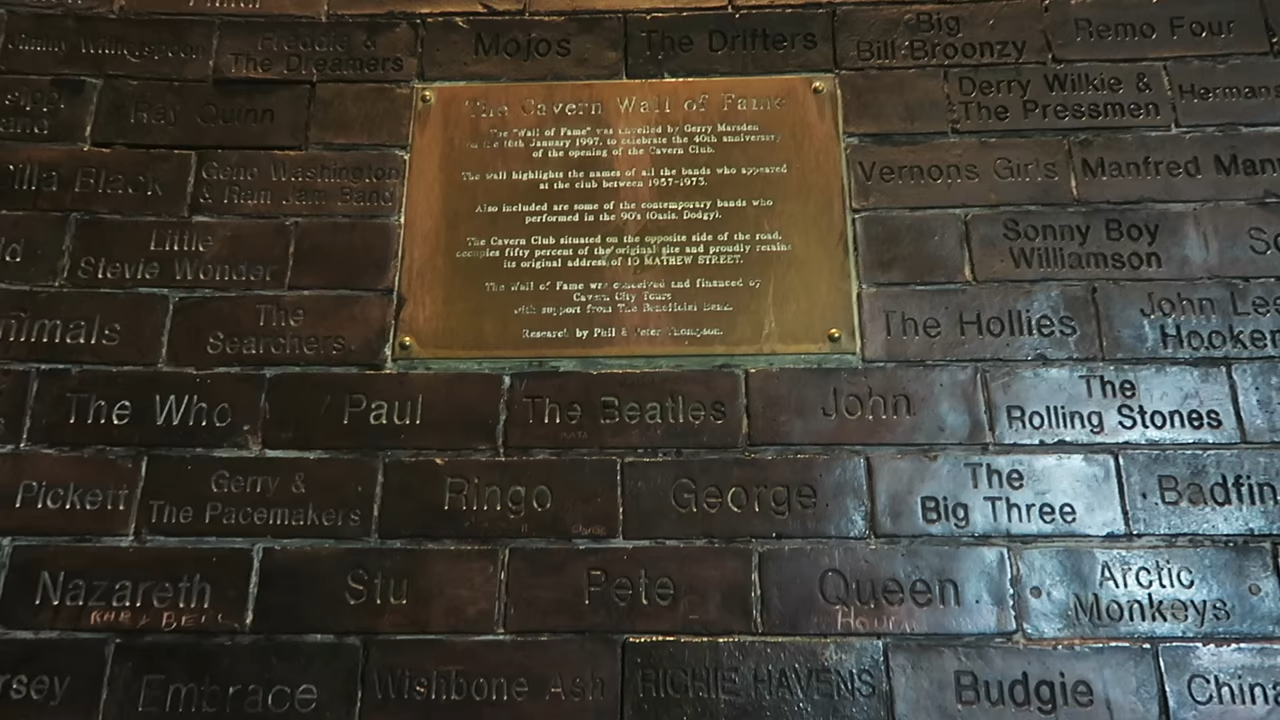 Mojos
The Drifters
Big
Bill Broonzy
Remo Four
Freddie &
The Dreamers
Ray Quinn
Derry Wilkie &
The Pressmen
Hermans
Cilla Black
Geno Washington
& Ram Jam Band
Vernons Girls
Manfred Man
Little
Stevie Wonder
Sonny Boy
Williamson
The
Searchers
The Hollies
John Lee
Hooker
The Cavern Wall of Fame
The "Wall of Fame" was unveiled by Gerry Marsden
on the 16th January 1997, to celebrate the 40th anniversary
of the opening of the Cavern Club.
The wall highlights the names of all the bands who appeared
at the club between 1957-1973.
Also included are some of the contemporary bands who
performed in the 90's (Oasis, Dodgy).
The Cavern Club situated on the opposite side of the road,
occupies fifty percent of the original site and proudly retains
its original address of 10 MATHEW STREET.
The Wall of Fame was conceived and financed by
Cavern City Tours
with support from The Beneficial Bank.
Research by Phil & Peter Thompson.
nimals
The Who
Paul
The Beatles
John
The
Rolling Stones
Pickett
Gerry &
The Pacemakers
Ringo
George
The
Big Three
Badfin
Nazareth
Stu
Pete
Queen
Arctic
Monkeys
rsey
Embrace
Wishbone Ash
RICHIE HAVENS
Budgie
China